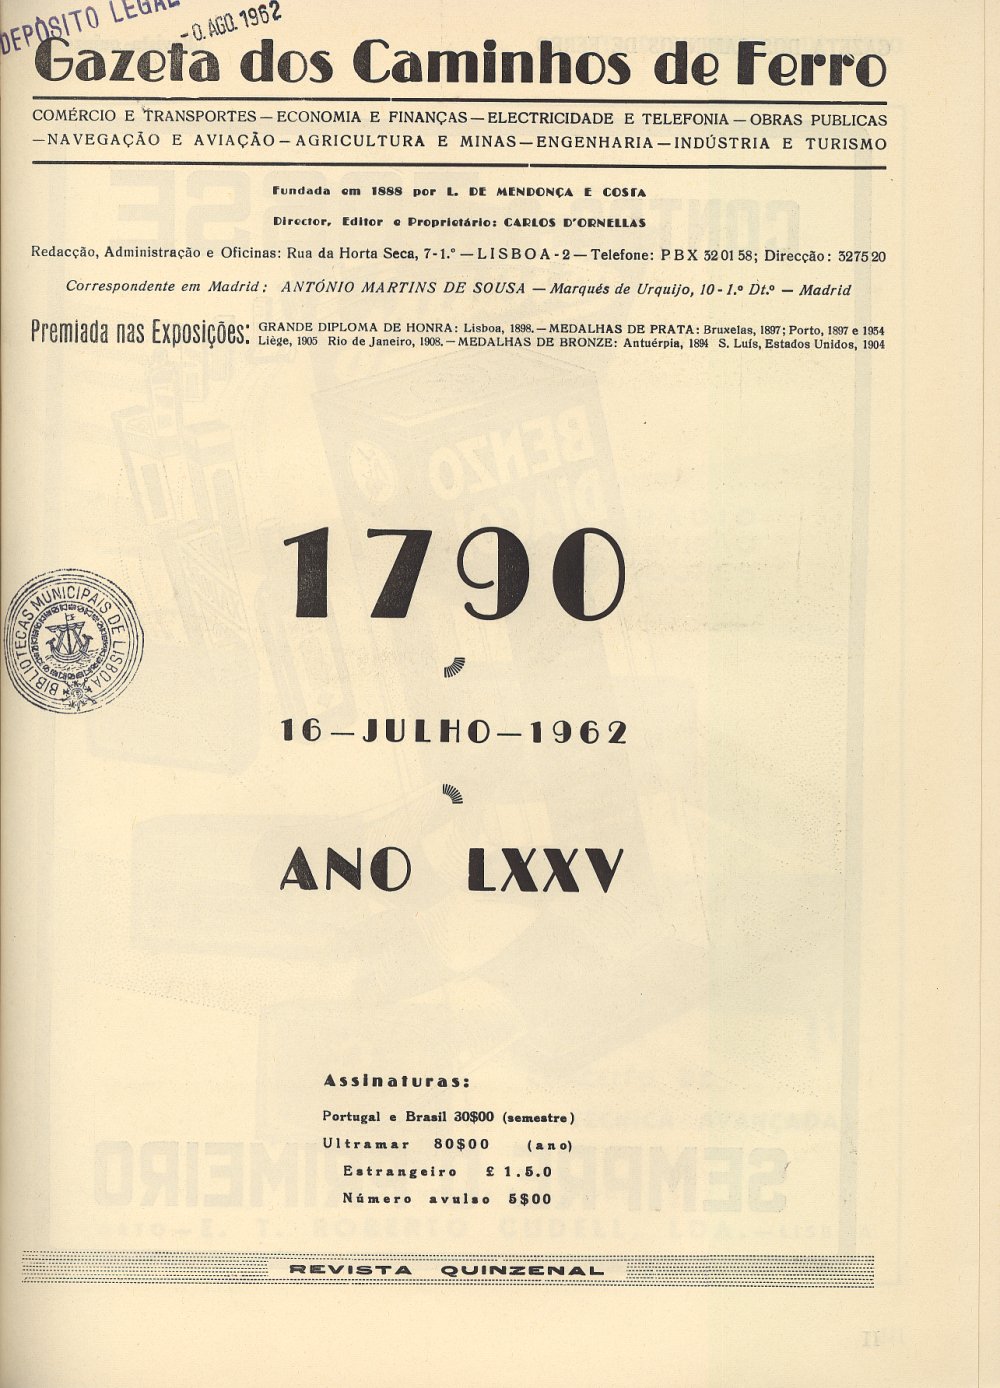 DEPÓSITO LEGAL
-0. AGO. 1962
Gazeta dos Caminhos de Ferro
COMÉRCIO E TRANSPORTES — ECONOMIA E FINANÇAS — ELECTRICIDADE E TELEFONIA — OBRAS PUBLICAS
—NAVEGAÇÃO E AVIAÇÃO — AGRICULTURA E MINAS — ENGENHARIA — INDÚSTRIA E TURISMO
Fundada em 1888 por L. DE MENDONÇA E COSTA
Director, Editor e Proprietário: CARLOS D'ORNELLAS
Redacção, Administração e Oficinas: Rua da Horta Seca, 7-1.º — LISBOA-2 — Telefone: PBX 320158; Direcção: 327520
Correspondente em Madrid: ANTÓNIO MARTINS DE SOUSA — Marqués de Urquijo, 10-1.º Dt.º — Madrid
Premiada nas Exposições: GRANDE DIPLOMA DE HONRA: Lisboa, 1898. — MEDALHAS DE PRATA: Bruxelas, 1897; Porto, 1897 e 1954
Liège, 1905 Rio de Janeiro, 1908. — MEDALHAS DE BRONZE: Antuérpia, 1894 S. Luís, Estados Unidos, 1904
1790
BIBLIOTECAS MUNICIPAIS DE LISBOA
16—JULHO—1962
ANO LXXV
Assinaturas:
Portugal e Brasil 30$00 (semestre)
Ultramar 80$00 (ano)
Estrangeiro £ 1.5.0
Número avulso 5$00
REVISTA QUINZENAL